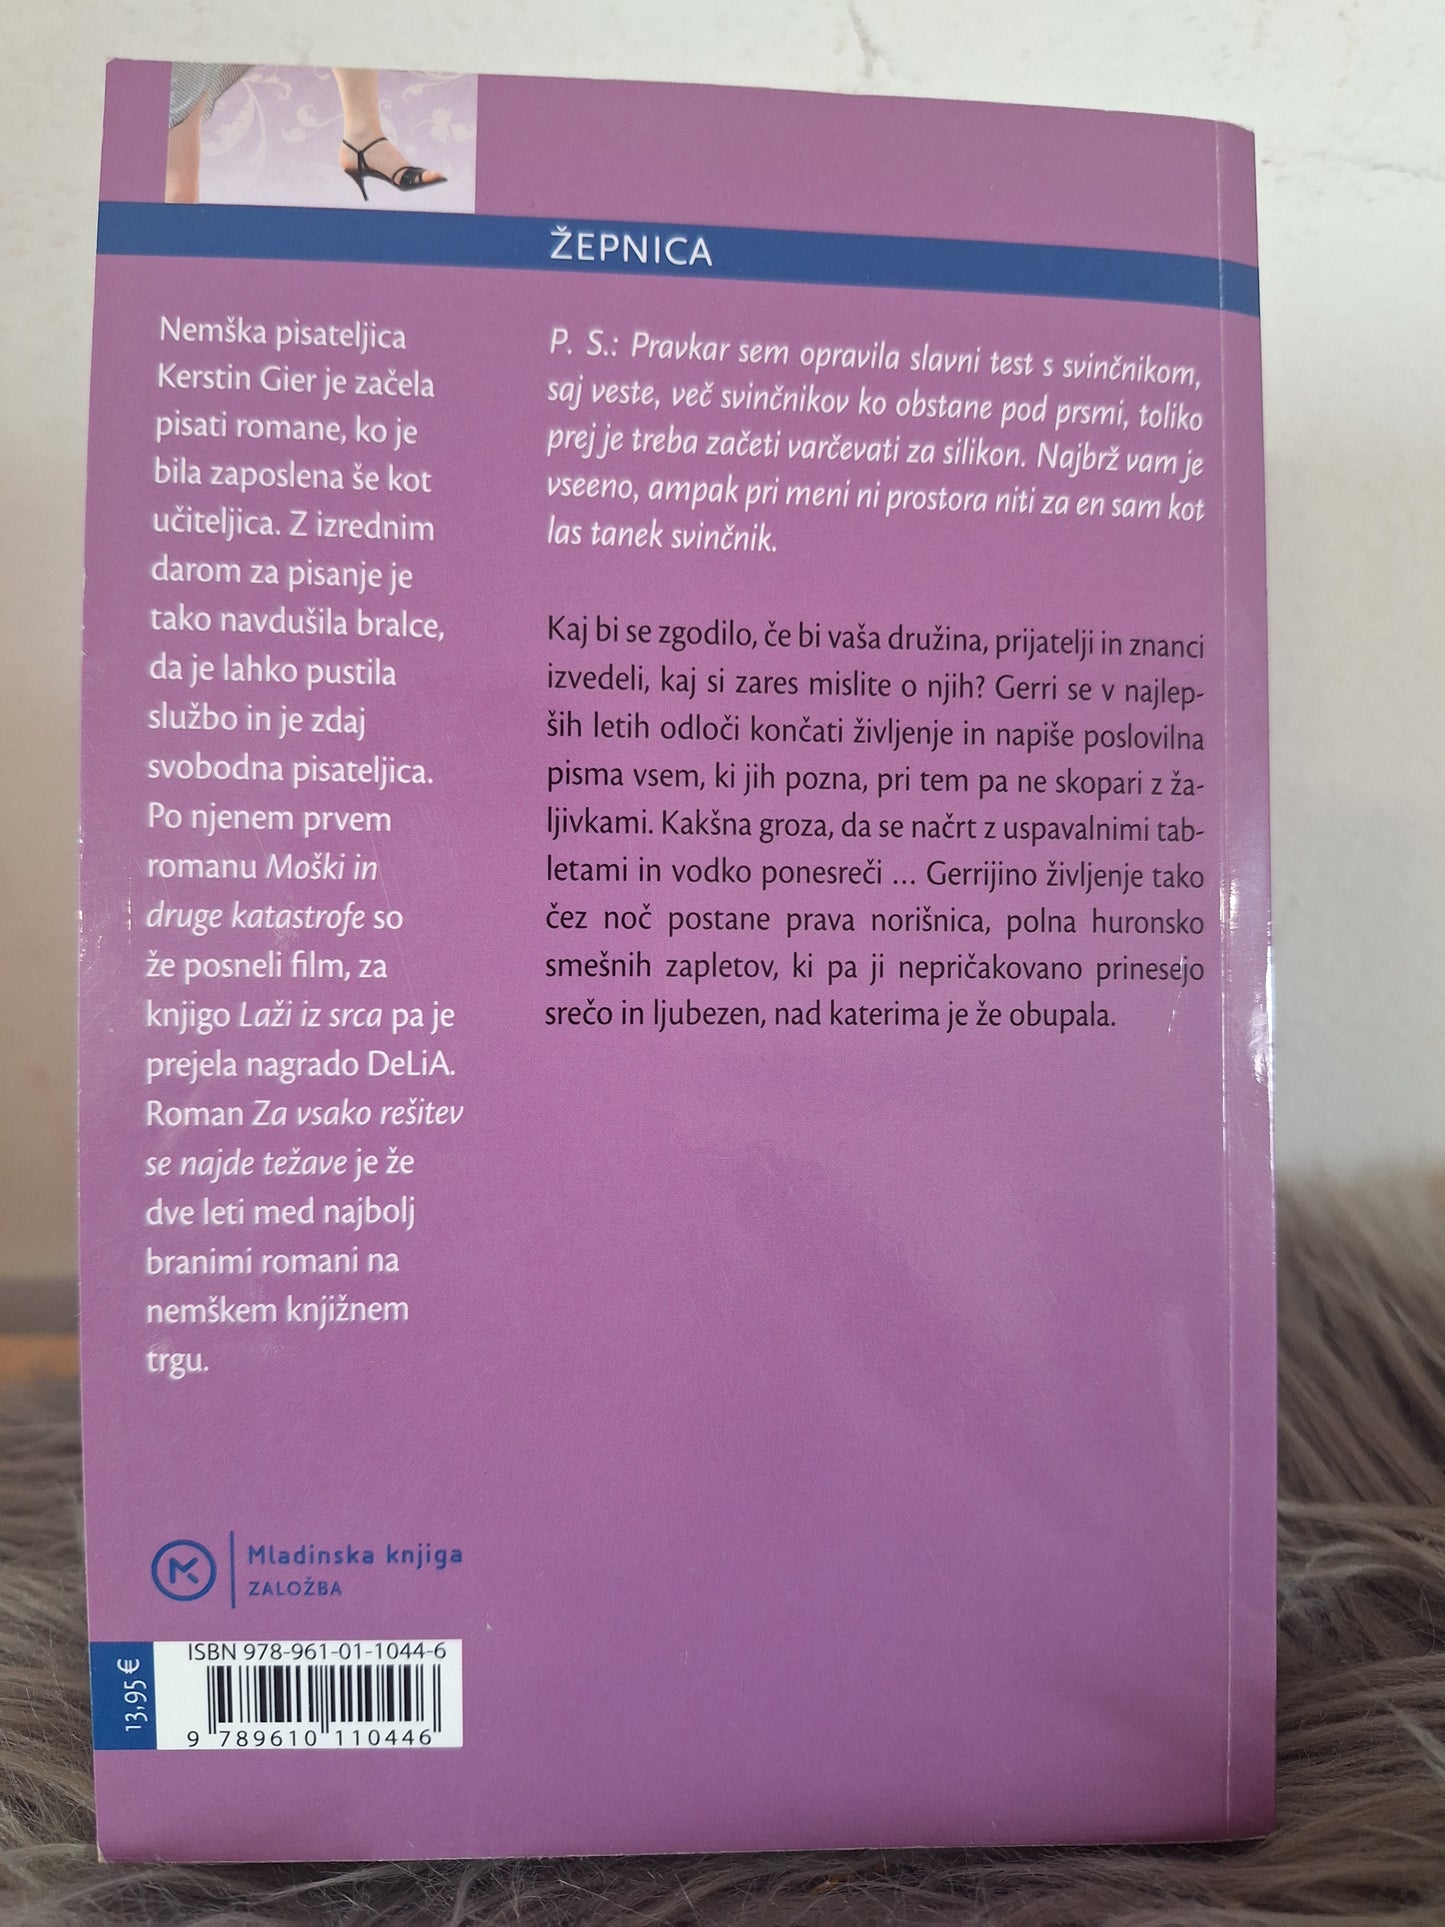 ŽEPNICA
Nemška pisateljica
Kerstin Gier je začela
pisati romane, ko je
bila zaposlena še kot
učiteljica. Z izrednim
darom za pisanje je
tako navdušila bralce,
da je lahko pustila
službo in je zdaj
svobodna pisateljica.
Po njenem prvem
romanu Moški in
druge katastrofe so
že posneli film, za
knjigo Laži iz srca pa je
prejela nagrado DeLiA.
Roman Za vsako rešitev
se najde težave je že
dve leti med najbolj
branimi romani na
nemškem knjižnem
trgu.
P. S.: Pravkar sem opravila slavni test s svinčnikom,
saj veste, več svinčnikov ko obstane pod prsmi, toliko
prej je treba začeti varčevati za silikon. Najbrž vam je
vseeno, ampak pri meni ni prostora niti za en sam kot
las tanek svinčnik.
Kaj bi se zgodilo, če bi vaša družina, prijatelji in znanci
izvedeli, kaj si zares mislite o njih? Gerri se v najlep-
ših letih odloči končati življenje in napiše poslovilna
pisma vsem, ki jih pozna, pri tem pa ne skopari z ža-
ljivkami. Kakšna groza, da se načrt z uspavalnimi tab-
letami in vodko ponesreči ... Gerrijino življenje tako
čez noč postane prava norišnica, polna huronsko
smešnih zapletov, ki pa ji nepričakovano prinesejo
srečo in ljubezen, nad katerima je že obupala.
Mladinska knjiga
ZALOŽBA
13,95 €
ISBN 978-961-01-1044-6
9 789610 110446